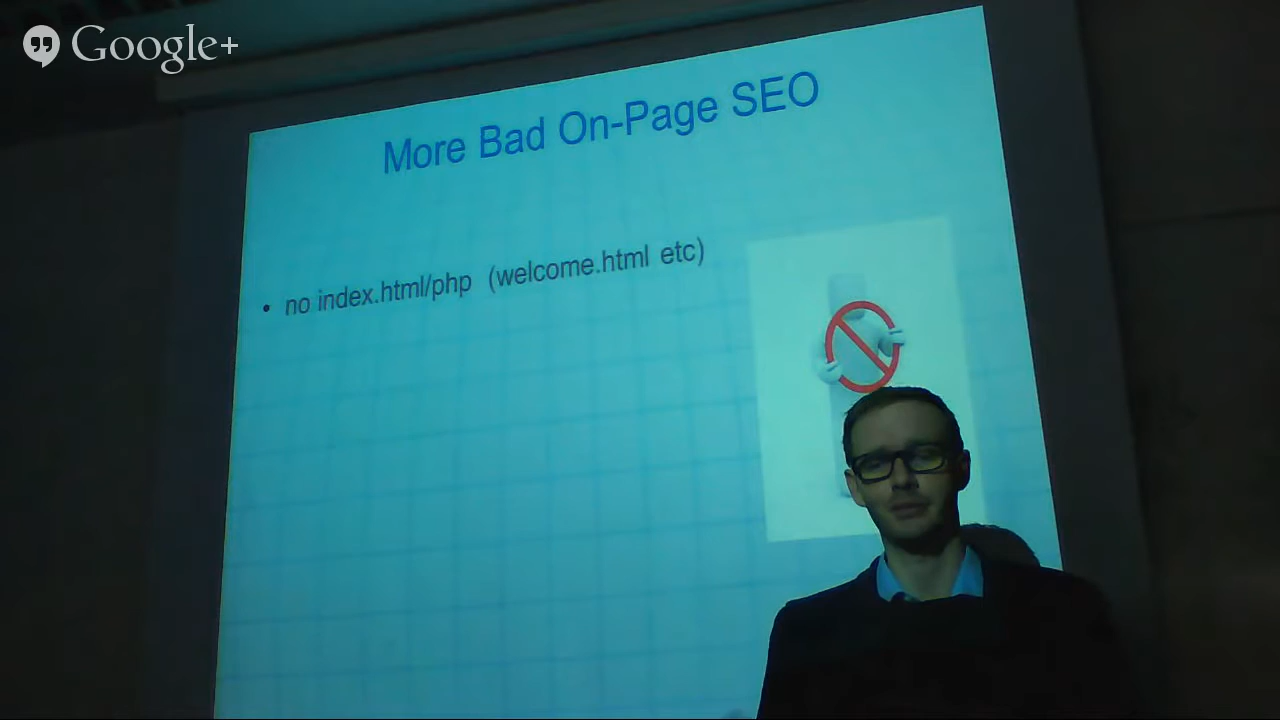 Google+
More Bad On-Page SEO
• no index.html/php (welcome.html etc)